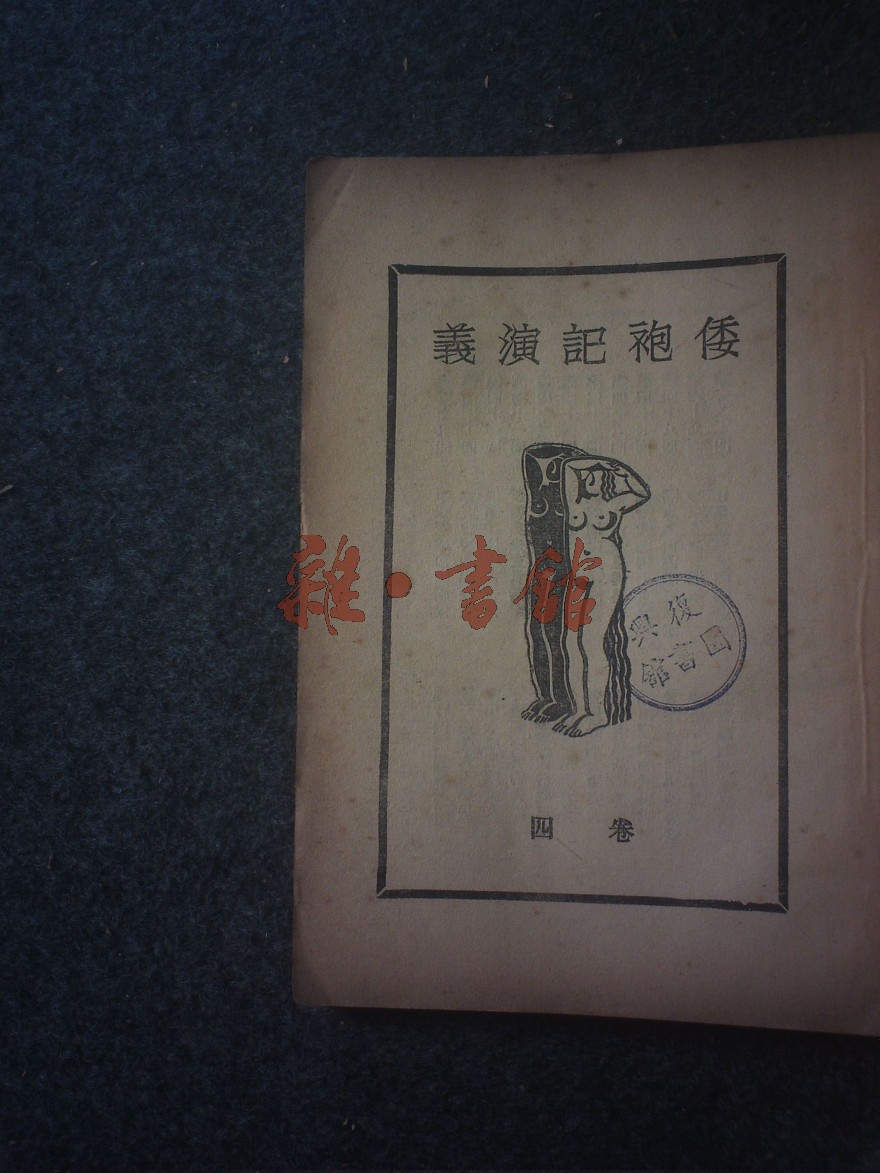 倭袍記演義
雜·書館
復興
圖書館
卷四